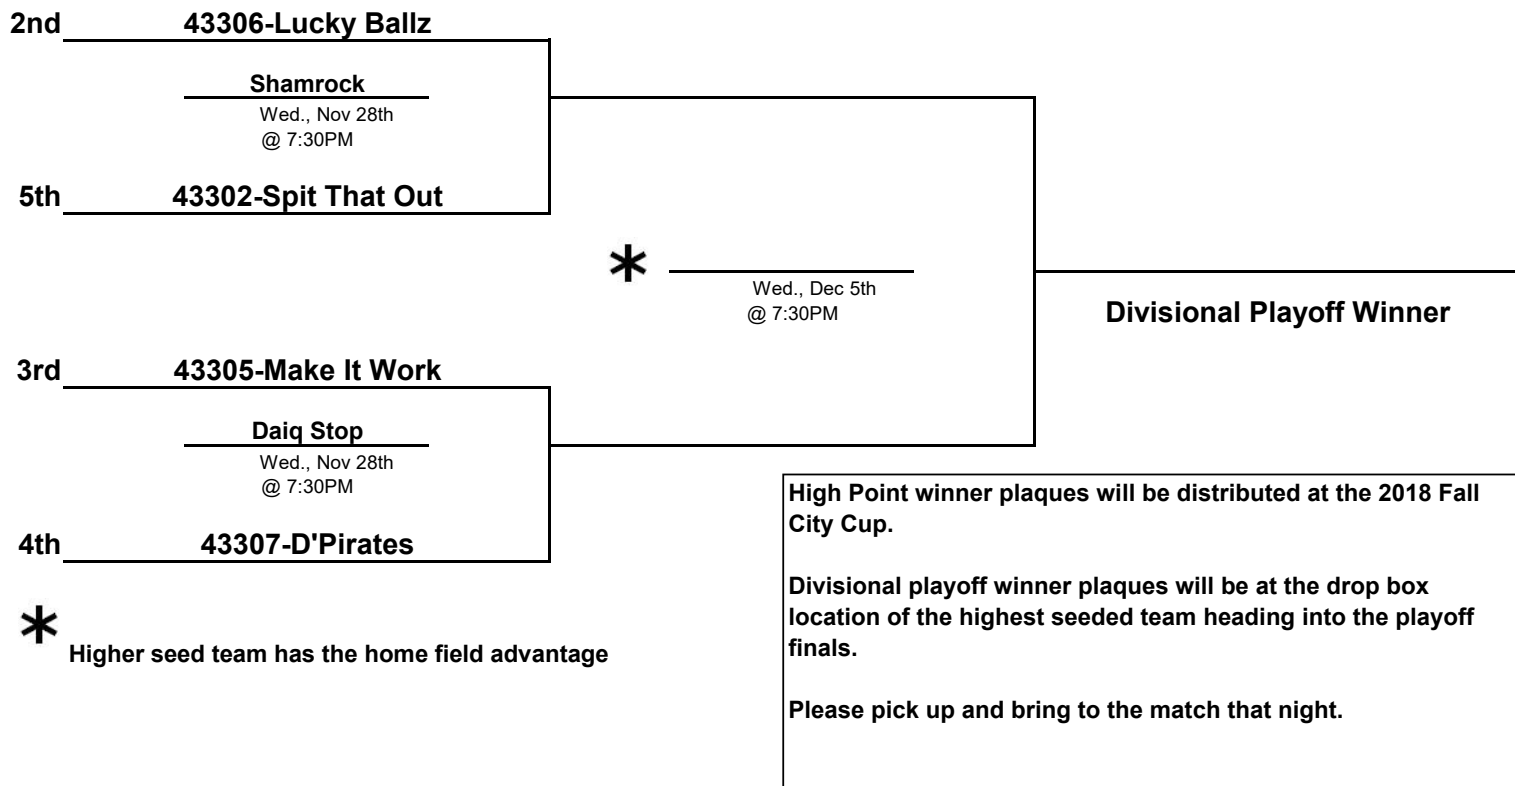 2nd 43306-Lucky Ballz
Shamrock
Wed., Nov 28th
@ 7:30PM
5th 43302-Spit That Out
*
Wed., Dec 5th
@ 7:30PM
Divisional Playoff Winner
3rd 43305-Make It Work
Daiq Stop
Wed., Nov 28th
@ 7:30PM
4th 43307-D'Pirates
* Higher seed team has the home field advantage
High Point winner plaques will be distributed at the 2018 Fall
City Cup.
Divisional playoff winner plaques will be at the drop box
location of the highest seeded team heading into the playoff
finals.
Please pick up and bring to the match that night.